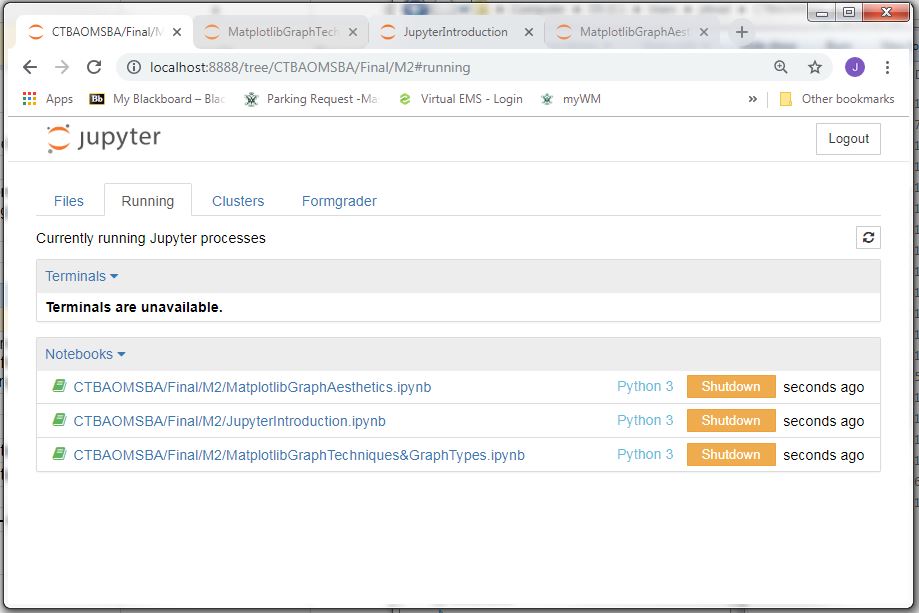 CTBAOMSBA/Final/M
MatplotlibGraphTech
JupyterIntroduction
MatplotlibGraphAest
localhost:8888/tree/CTBAOMSBA/Final/M2#running
J
Apps
Bb
My Blackboard – Blac
Parking Request -Ma
Virtual EMS - Login
myWM
»
Other bookmarks
jupyter
Logout
Files
Running
Clusters
Formgrader
Currently running Jupyter processes
Terminals
Terminals are unavailable.
Notebooks
CTBAOMSBA/Final/M2/MatplotlibGraphAesthetics.ipynb Python 3 Shutdown seconds ago
CTBAOMSBA/Final/M2/JupyterIntroduction.ipynb Python 3 Shutdown seconds ago
CTBAOMSBA/Final/M2/MatplotlibGraphTechniques&GraphTypes.ipynb Python 3 Shutdown seconds ago